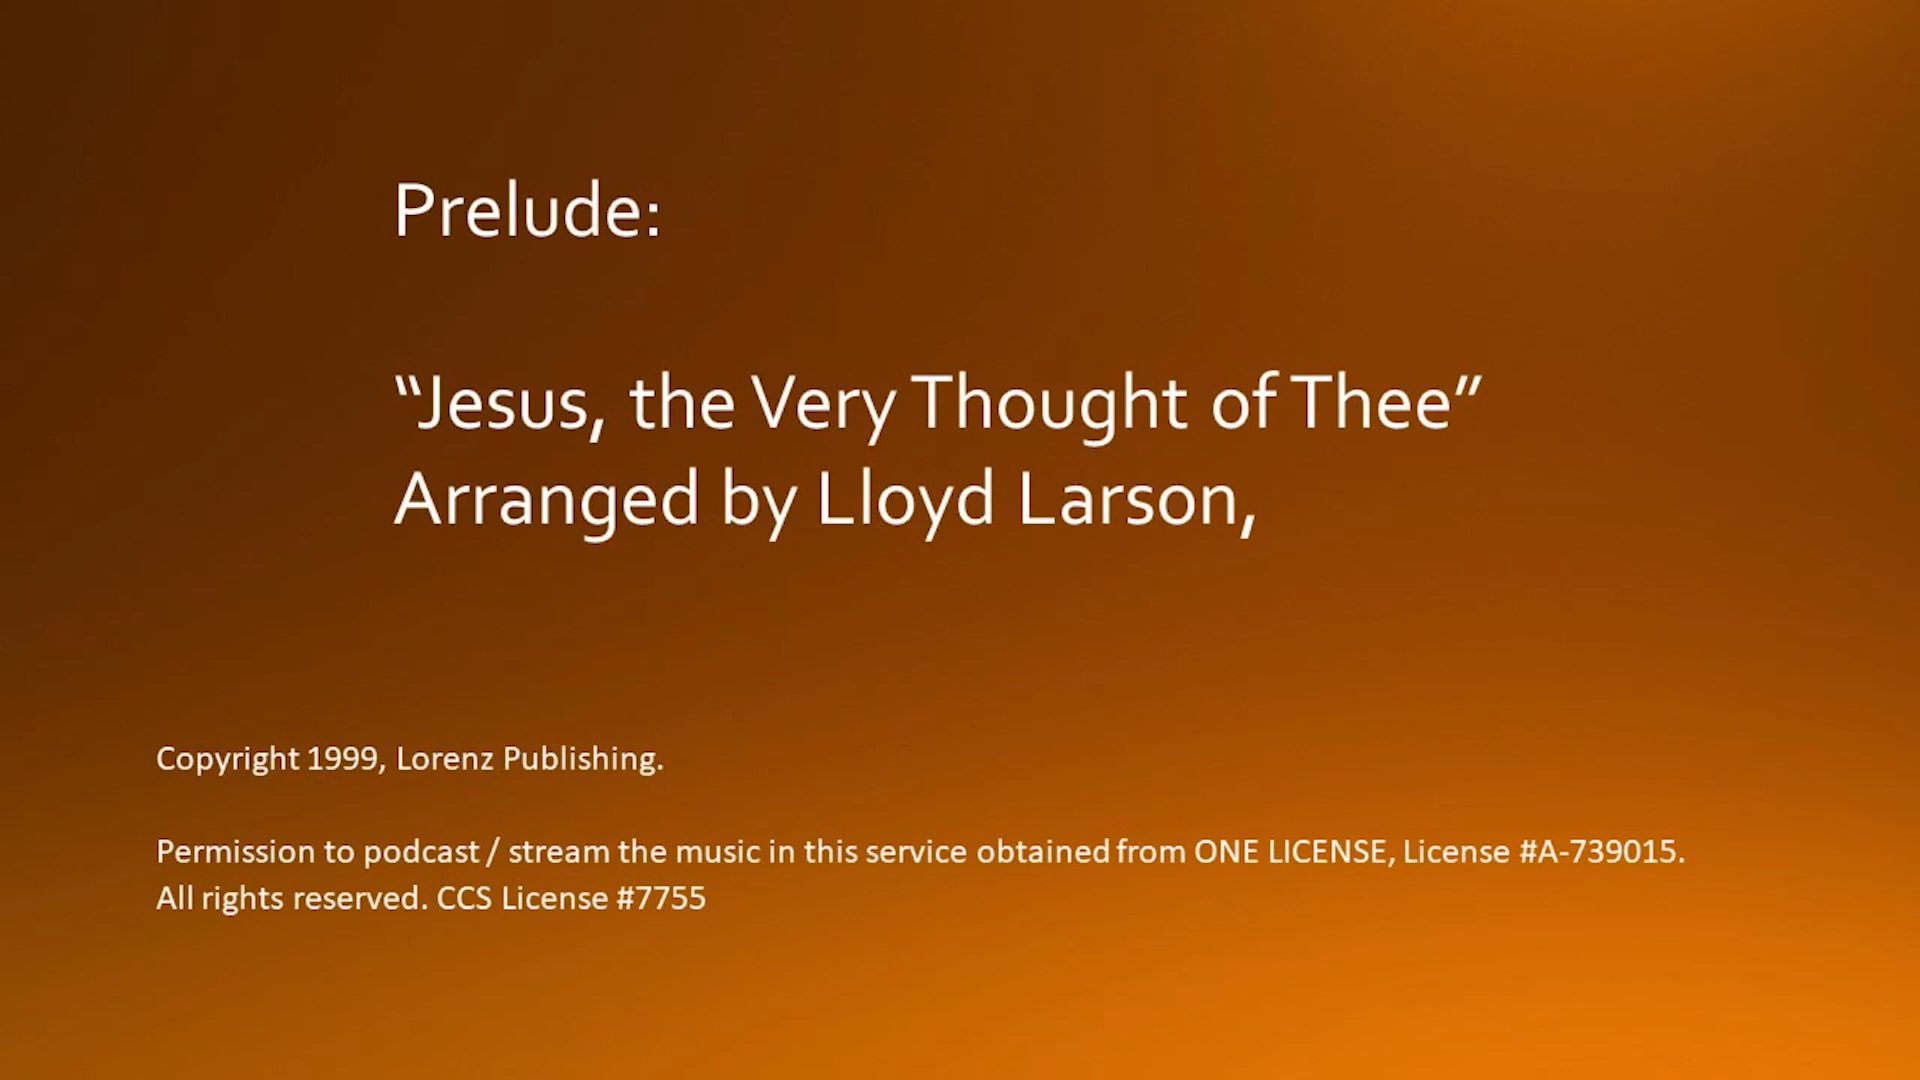 Prelude:
“Jesus, the Very Thought of Thee”
Arranged by Lloyd Larson,
Copyright 1999, Lorenz Publishing.
Permission to podcast / stream the music in this service obtained from ONE LICENSE, License #A-739015.
All rights reserved. CCS License #7755